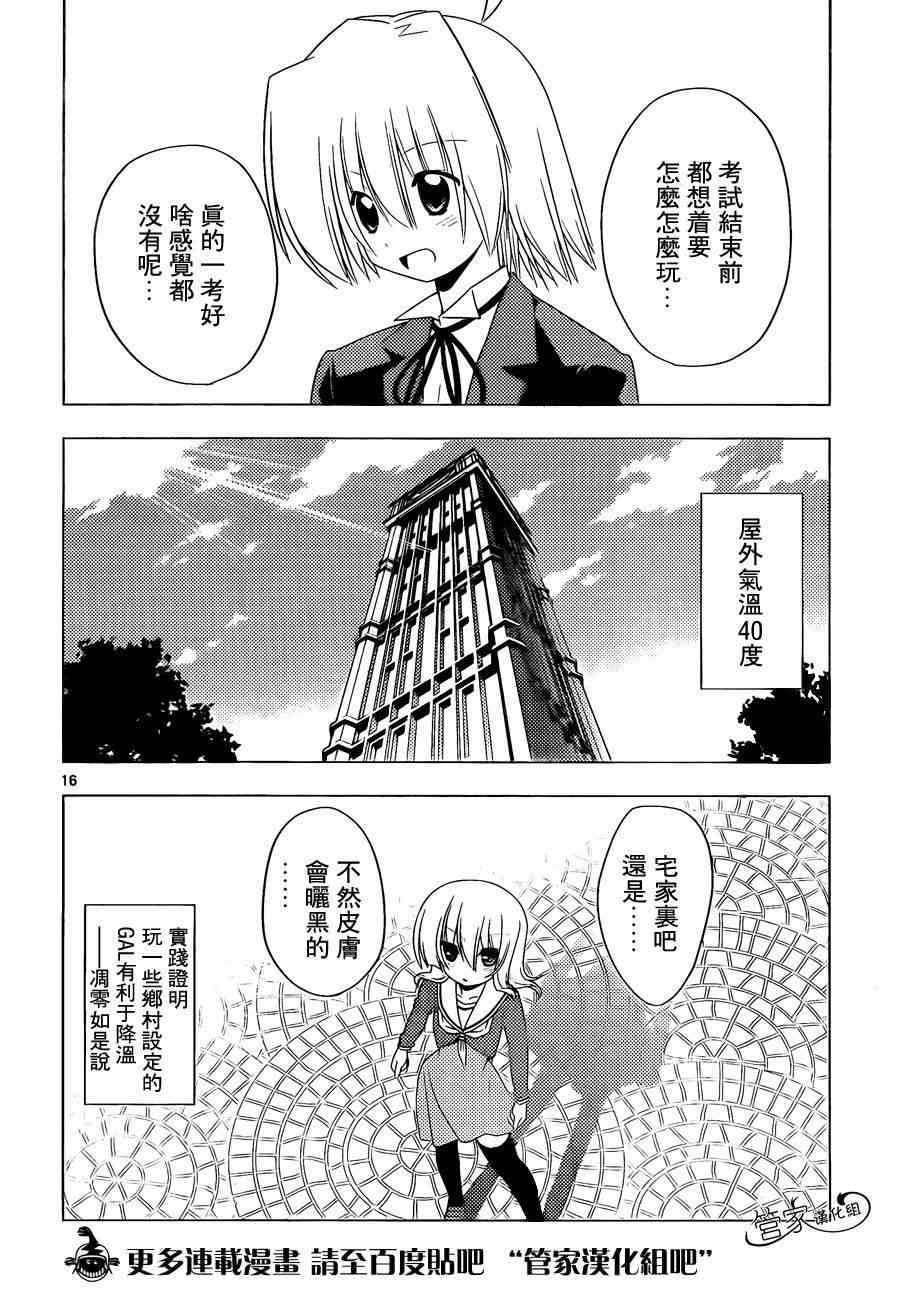 考試結束前
都想着要
怎麼怎麼玩…
真的一考好
啥感覺都
沒有呢…
屋外氣溫40度
16
宅家裏吧
還是……
不然皮膚
會曬黑的
……
實踐證明
玩一些鄉村設定的
GAL有利于降溫
——凋零如是說
管家漢化組
更多連載漫畫 請至百度貼吧 “管家漢化組吧”